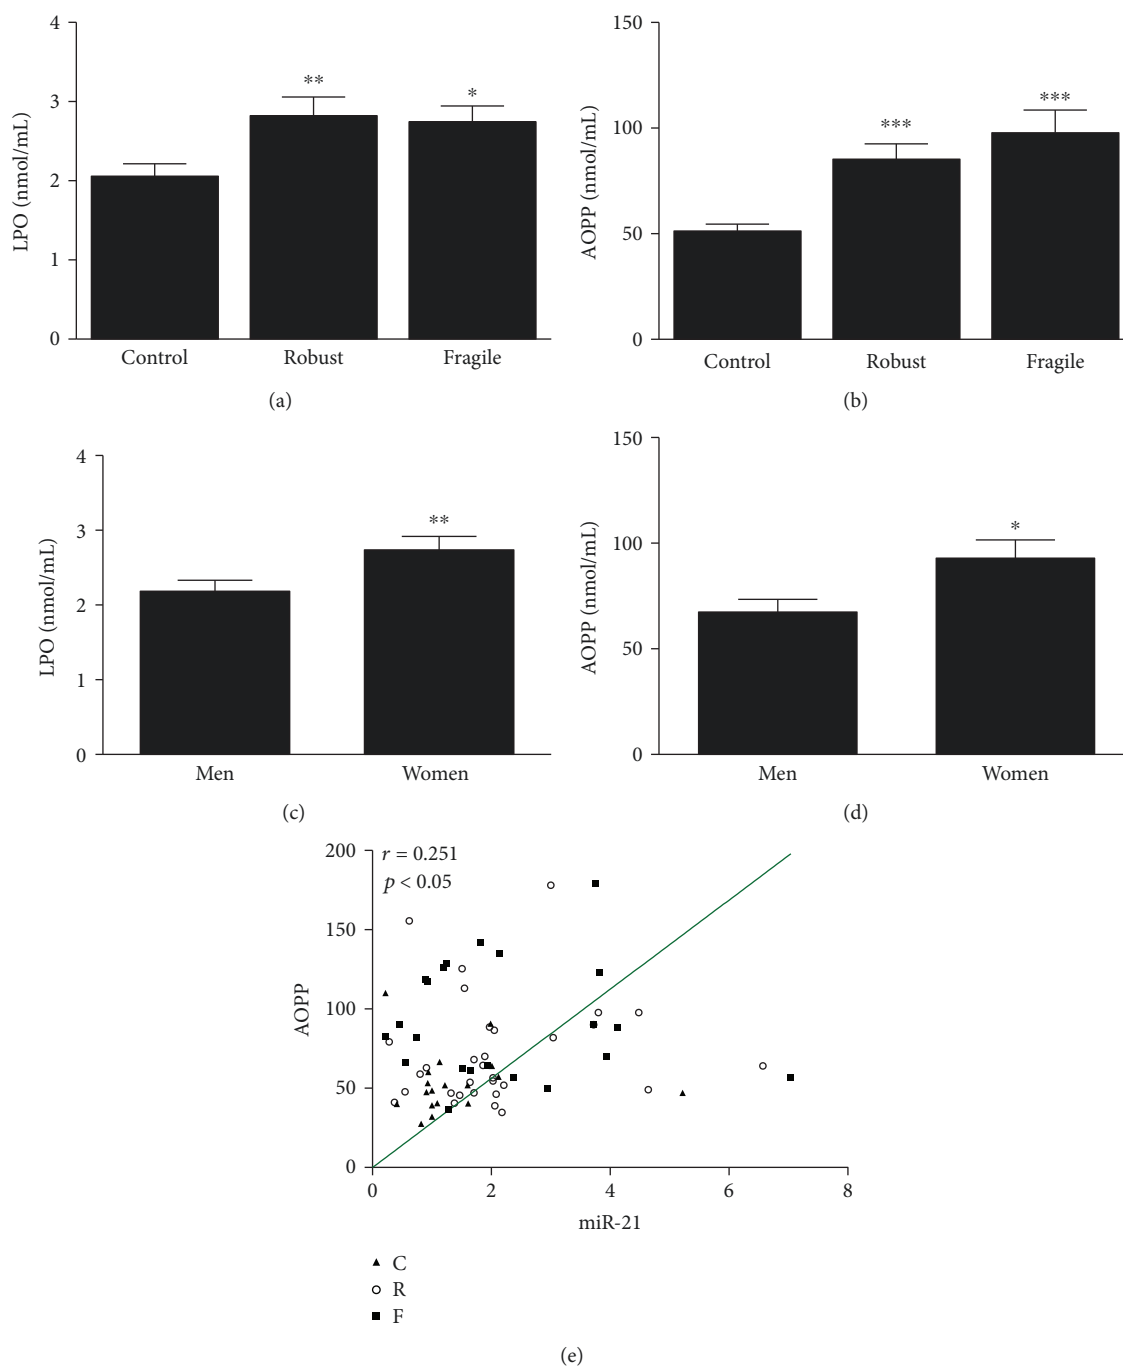 4
3
2
1
0
LPO (nmol/mL)
**
*
Control Robust Fragile
(a)
150
100
50
0
AOPP (nmol/mL)
***
***
Control Robust Fragile
(b)
4
3
2
1
0
LPO (nmol/mL)
**
Men Women
(c)
150
100
50
0
AOPP (nmol/mL)
*
Men Women
(d)
200
150
100
50
0
AOPP
r = 0.251
p < 0.05
0 2 4 6 8
miR-21
C
R
F
(e)